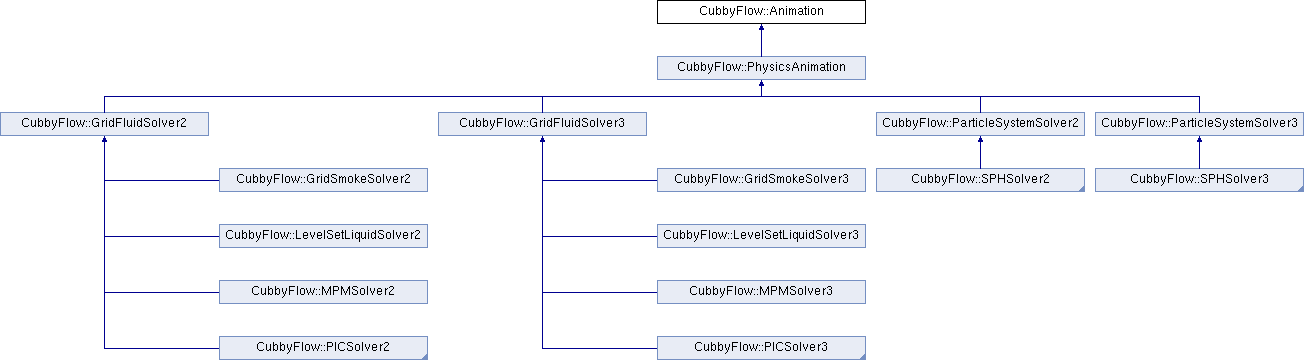 CubbyFlow::Animation
CubbyFlow::PhysicsAnimation
CubbyFlow::GridFluidSolver2
CubbyFlow::GridFluidSolver3
CubbyFlow::ParticleSystemSolver2
CubbyFlow::ParticleSystemSolver3
CubbyFlow::GridSmokeSolver2
CubbyFlow::GridSmokeSolver3
CubbyFlow::SPHSolver2
CubbyFlow::SPHSolver3
CubbyFlow::LevelSetLiquidSolver2
CubbyFlow::LevelSetLiquidSolver3
CubbyFlow::MPMSolver2
CubbyFlow::MPMSolver3
CubbyFlow::PICSolver2
CubbyFlow::PICSolver3